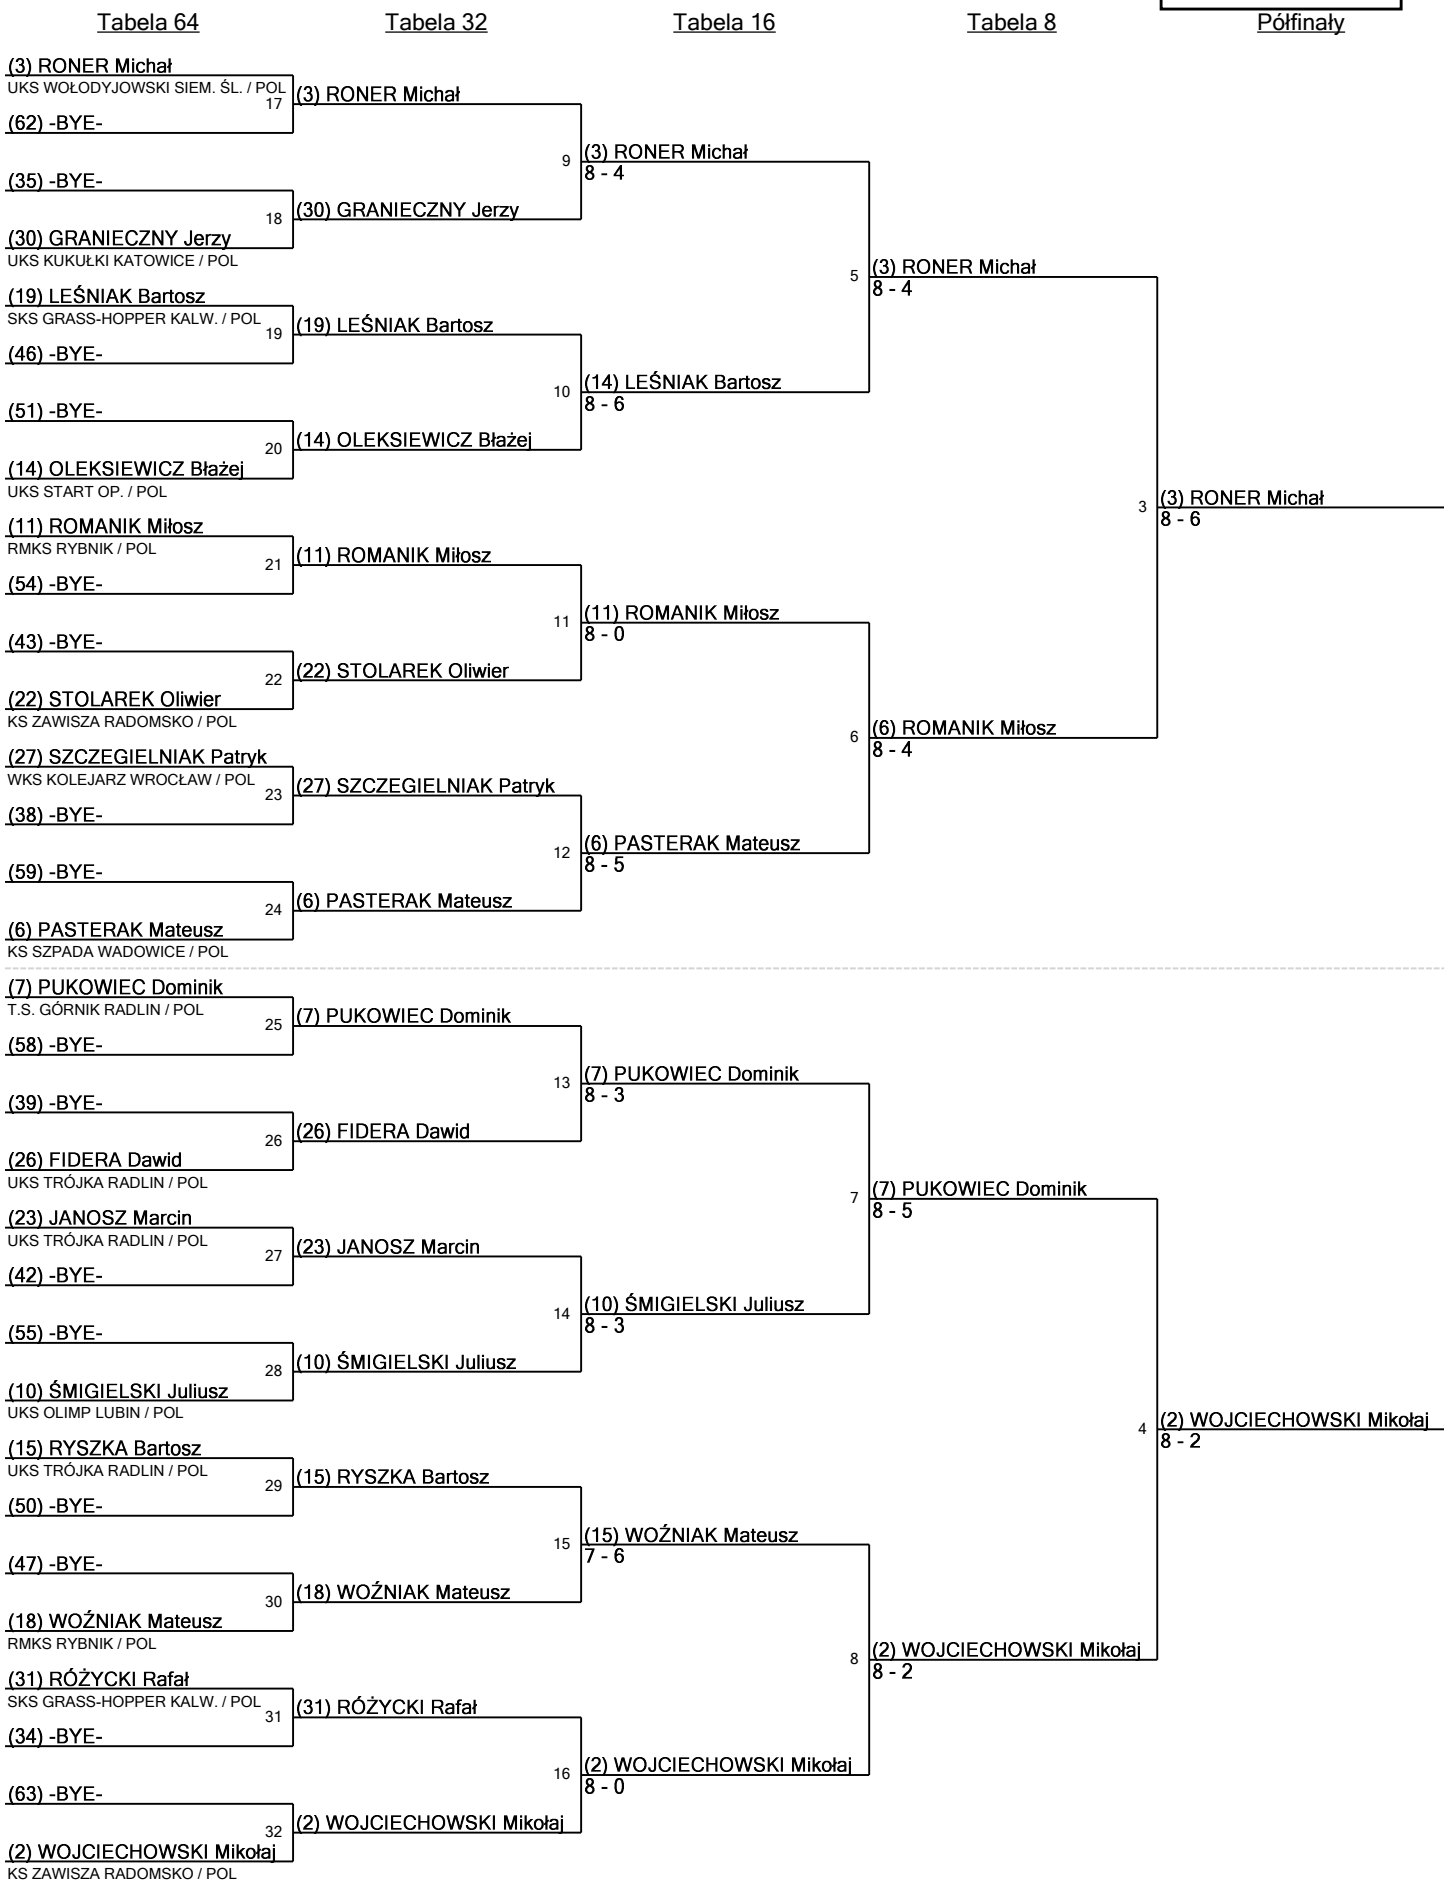 Tabela 64
Tabela 32
Tabela 16
Tabela 8
Półfinały
(3) RONER Michał
UKS WOŁODYJOWSKI SIEM. ŚL. / POL
17
(3) RONER Michał
(62) -BYE-
9
(3) RONER Michał
8 - 4
(35) -BYE-
18
(30) GRANIECZNY Jerzy
(30) GRANIECZNY Jerzy
UKS KUKUŁKI KATOWICE / POL
5
(3) RONER Michał
8 - 4
(19) LEŚNIAK Bartosz
SKS GRASS-HOPPER KALW. / POL
19
(19) LEŚNIAK Bartosz
(46) -BYE-
10
(14) LEŚNIAK Bartosz
8 - 6
(51) -BYE-
20
(14) OLEKSIEWICZ Błażej
(14) OLEKSIEWICZ Błażej
UKS START OP. / POL
3
(3) RONER Michał
8 - 6
(11) ROMANIK Miłosz
RMKS RYBNIK / POL
21
(11) ROMANIK Miłosz
(54) -BYE-
11
(11) ROMANIK Miłosz
8 - 0
(43) -BYE-
22
(22) STOLAREK Oliwier
(22) STOLAREK Oliwier
KS ZAWISZA RADOMSKO / POL
6
(6) ROMANIK Miłosz
8 - 4
(27) SZCZEGIELNIAK Patryk
WKS KOLEJARZ WROCŁAW / POL
23
(27) SZCZEGIELNIAK Patryk
(38) -BYE-
12
(6) PASTERAK Mateusz
8 - 5
(59) -BYE-
24
(6) PASTERAK Mateusz
(6) PASTERAK Mateusz
KS SZPADA WADOWICE / POL
(7) PUKOWIEC Dominik
T.S. GÓRNIK RADLIN / POL
25
(7) PUKOWIEC Dominik
(58) -BYE-
13
(7) PUKOWIEC Dominik
8 - 3
(39) -BYE-
26
(26) FIDERA Dawid
(26) FIDERA Dawid
UKS TRÓJKA RADLIN / POL
7
(7) PUKOWIEC Dominik
8 - 5
(23) JANOSZ Marcin
UKS TRÓJKA RADLIN / POL
27
(23) JANOSZ Marcin
(42) -BYE-
14
(10) ŚMIGIELSKI Juliusz
8 - 3
(55) -BYE-
28
(10) ŚMIGIELSKI Juliusz
(10) ŚMIGIELSKI Juliusz
UKS OLIMP LUBIN / POL
4
(2) WOJCIECHOWSKI Mikołaj
8 - 2
(15) RYSZKA Bartosz
UKS TRÓJKA RADLIN / POL
29
(15) RYSZKA Bartosz
(50) -BYE-
15
(15) WOŹNIAK Mateusz
7 - 6
(47) -BYE-
30
(18) WOŹNIAK Mateusz
(18) WOŹNIAK Mateusz
RMKS RYBNIK / POL
8
(2) WOJCIECHOWSKI Mikołaj
8 - 2
(31) RÓŻYCKI Rafał
SKS GRASS-HOPPER KALW. / POL
31
(31) RÓŻYCKI Rafał
(34) -BYE-
16
(2) WOJCIECHOWSKI Mikołaj
8 - 0
(63) -BYE-
32
(2) WOJCIECHOWSKI Mikołaj
(2) WOJCIECHOWSKI Mikołaj
KS ZAWISZA RADOMSKO / POL